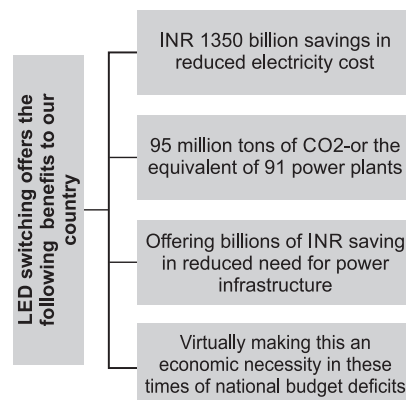 LED switching offers the
following benefits to our
country
INR 1350 billion savings in
reduced electricity cost
95 million tons of CO2-or the
equivalent of 91 power plants
Offering billions of INR saving
in reduced need for power
infrastructure
Virtually making this an
economic necessity in these
times of national budget deficits